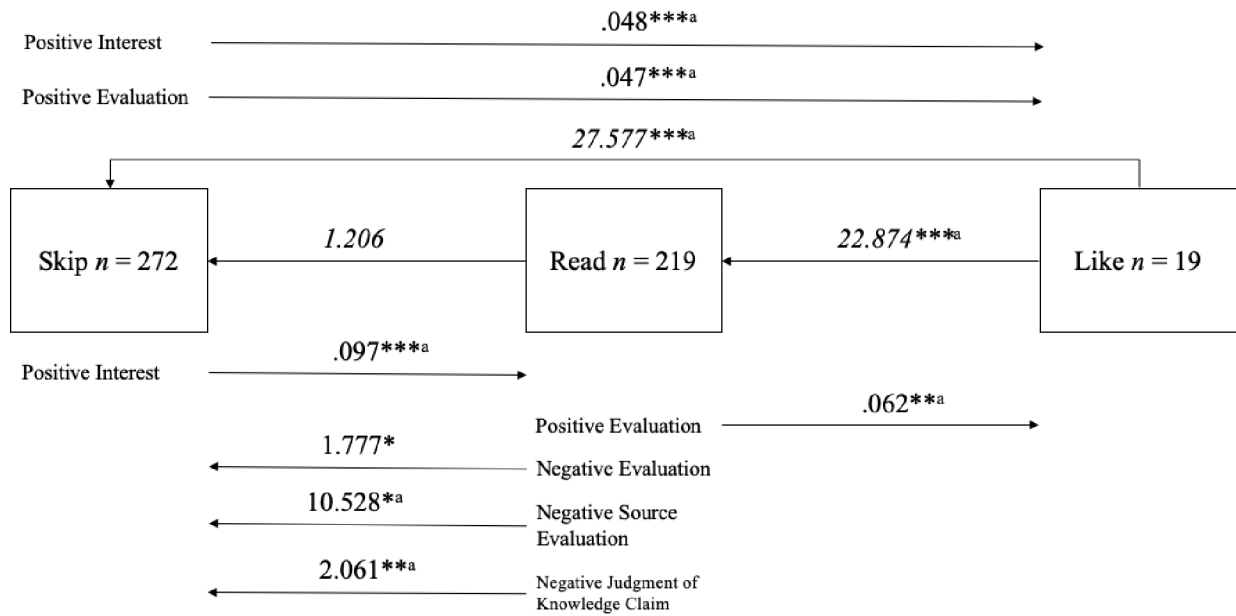 .048***a
Positive Interest
.047***a
Positive Evaluation
27.577***a
Skip n = 272
1.206
Read n = 219
22.874***a
Like n = 19
.097***a
Positive Interest
.062**a
Positive Evaluation
1.777*
Negative Evaluation
10.528*a
Negative Source
Evaluation
2.061**a
Negative Judgment of
Knowledge Claim